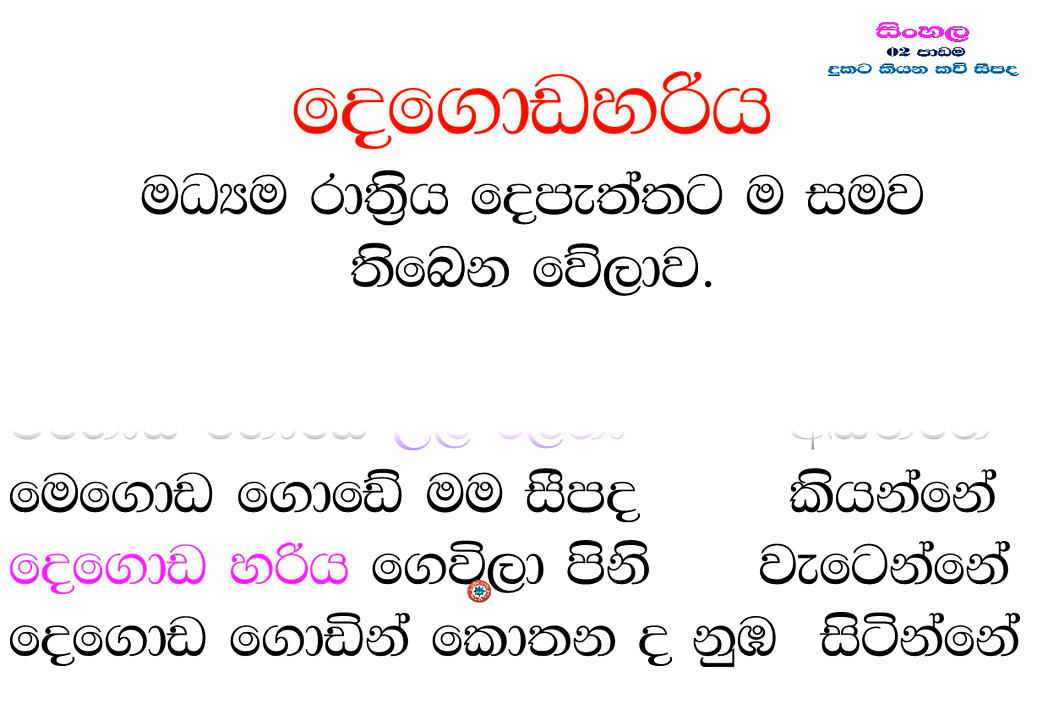 සිංහල
02 පාඩම
දුකට කියන කවි සීපද
දෙගොඩහරිය
මධ්‍යම රාත්‍රිය දෙපැත්තට ම සමව
තිබෙන වේලාව.
මෙගොඩ ගොඩේ මම සීපද කියන්නේ
දෙගොඩ හරිය ගෙවිලා පිනි වැටෙන්නේ
දෙගොඩ ගොඩින් කොතන ද නුඹ සිටින්නේ